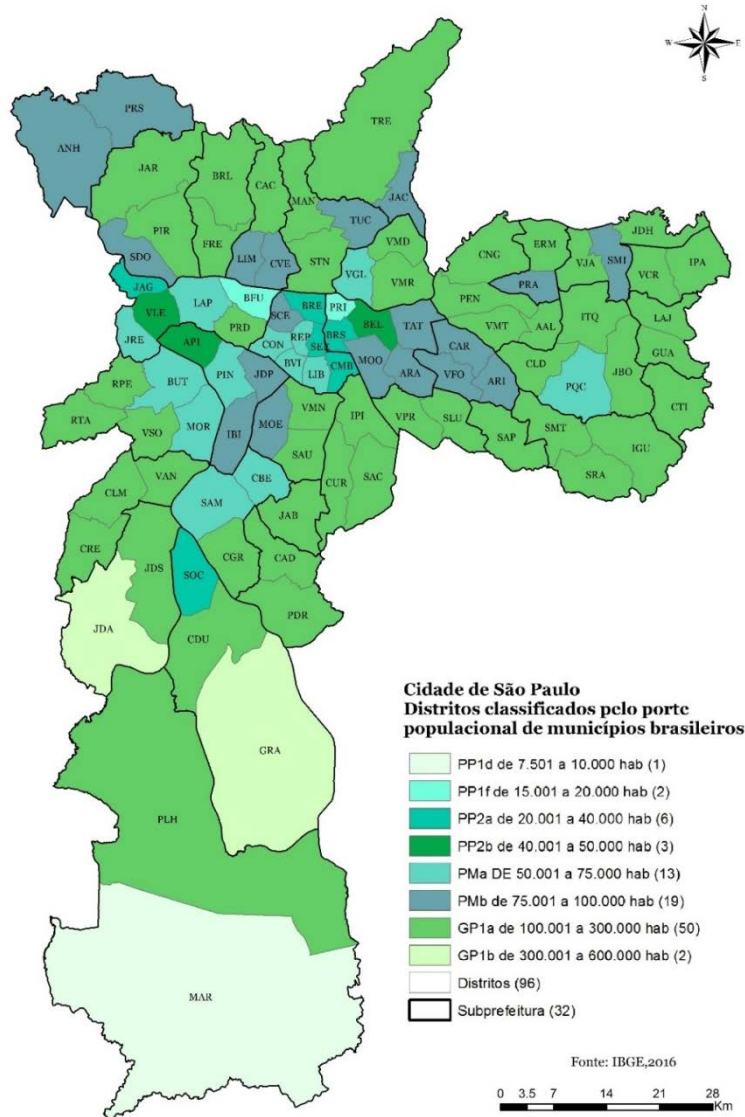 N
W E
S
PRS
ANH
TRE
JAR
BRL
CAC
MAN
JAC
TUC
PIR
FRE
SDO
LIM
CVE
STN
VMD
VGL
VMR
CNG
ERM
JDH
VJA
SMI
VCR
IPA
PRA
PEN
JAG
LAP
BFU
BRE
PRI
VLE
SCE
BEL
TAT
PRD
CON
REP
SEE
BRS
JRE
API
BVI
LIB
CMB
MOO
ARA
CAR
VFO
ARI
VMT
AAL
ITQ
LAJ
GUA
CLD
PQC
JBO
CTI
RPE
BUT
PIN
JDP
RTA
VSO
MOR
IBI
MOE
VMN
IPI
VPR
SLU
SAP
SMT
IGU
SRA
SAU
CLM
VAN
CBE
SAM
CUR
SAC
JAB
CRE
JDS
SOC
CGR
CAD
PDR
JDA
CDU
GRA
PLH
MAR
Cidade de São Paulo
Distritos classificados pelo porte
populacional de municípios brasileiros
PP1d de 7.501 a 10.000 hab (1)
PP1f de 15.001 a 20.000 hab (2)
PP2a de 20.001 a 40.000 hab (6)
PP2b de 40.001 a 50.000 hab (3)
PMa DE 50.001 a 75.000 hab (13)
PMb de 75.001 a 100.000 hab (19)
GP1a de 100.001 a 300.000 hab (50)
GP1b de 300.001 a 600.000 hab (2)
Distritos (96)
Subprefeitura (32)
Fonte: IBGE,2016
0 3.5 7 14 21 28
Km